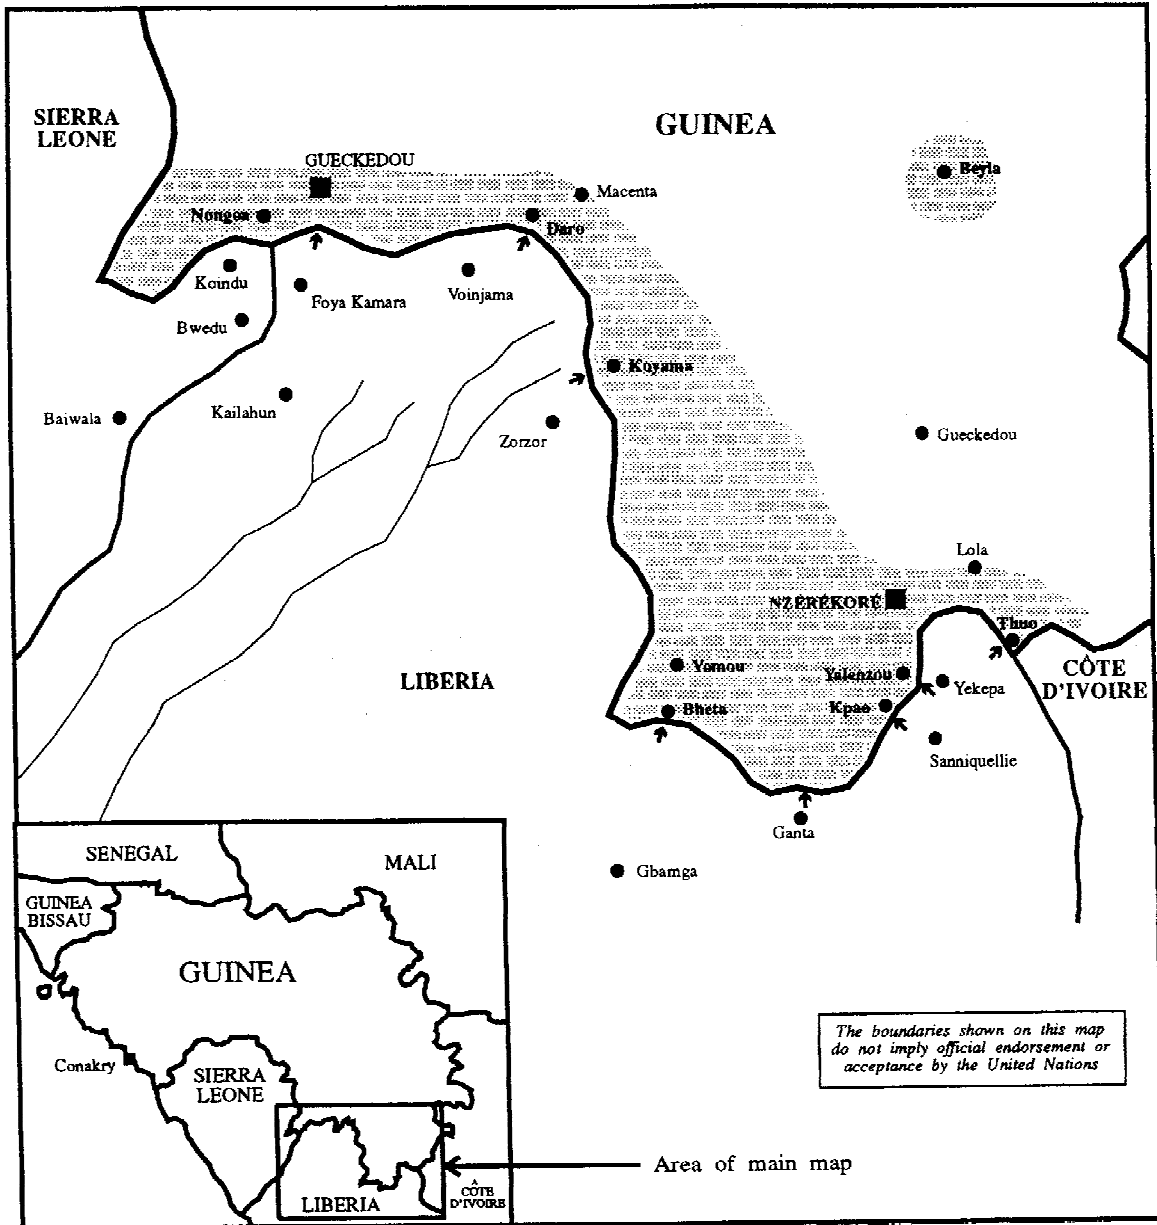 SIERRA
LEONE
GUINEA
GUECKEDOU
Beyla
Macenta
Nongoa
Daro
Koindu
Foya Kamara
Voinjama
Bwedu
Koyama
Baiwala
Kailahun
Zorzor
Gueckedou
Lola
NZÉRÉKORÉ
Thuo
LIBERIA
Yomou
Yalenzou
Yekepa
CÔTE
D'IVOIRE
Bheta
Kpao
Sanniquellie
Ganta
Gbamga
SENEGAL
MALI
GUINEA
BISSAU
GUINEA
Conakry
SIERRA
LEONE
LIBERIA
CÔTE
D'IVOIRE
The boundaries shown on this map
do not imply official endorsement or
acceptance by the United Nations
Area of main map